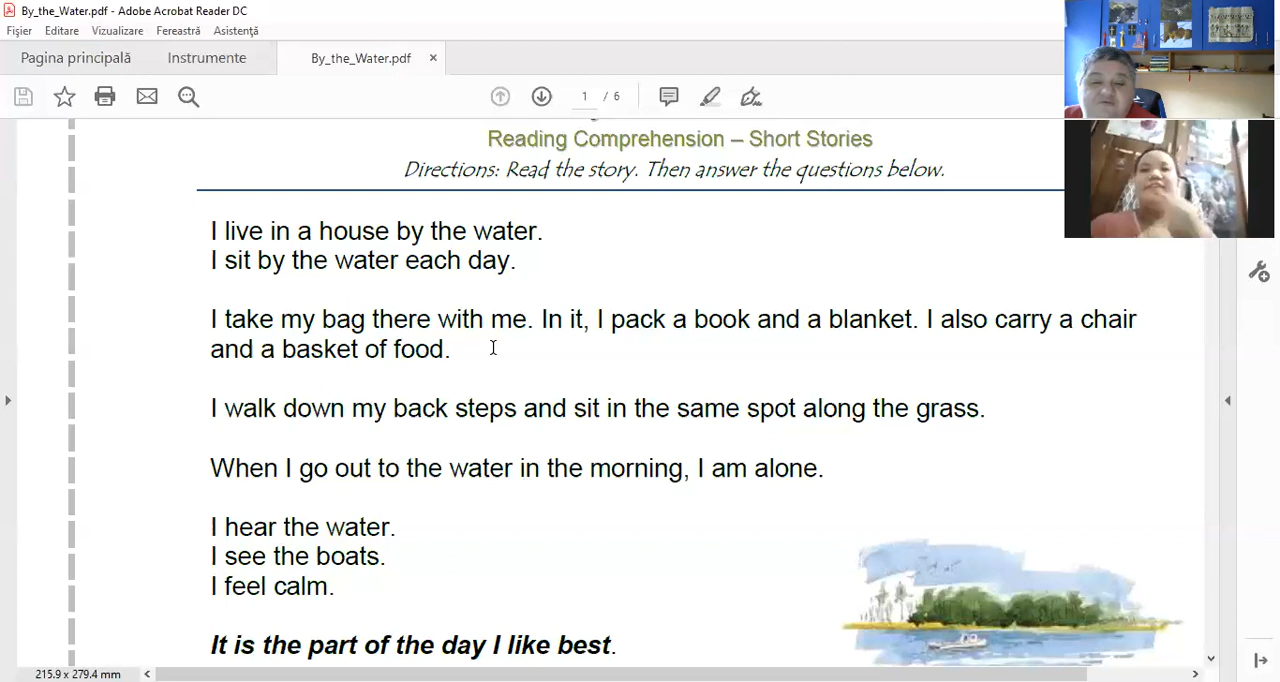 By_the_Water.pdf - Adobe Acrobat Reader DC
Fișier Editare Vizualizare Fereastră Asistență
Pagina principală Instrumente By_the_Water.pdf ×
1 / 6
Reading Comprehension – Short Stories
Directions: Read the story. Then answer the questions below.
I live in a house by the water.
I sit by the water each day.
I take my bag there with me. In it, I pack a book and a blanket. I also carry a chair
and a basket of food.
I walk down my back steps and sit in the same spot along the grass.
When I go out to the water in the morning, I am alone.
I hear the water.
I see the boats.
I feel calm.
It is the part of the day I like best.
215.9 x 279.4 mm